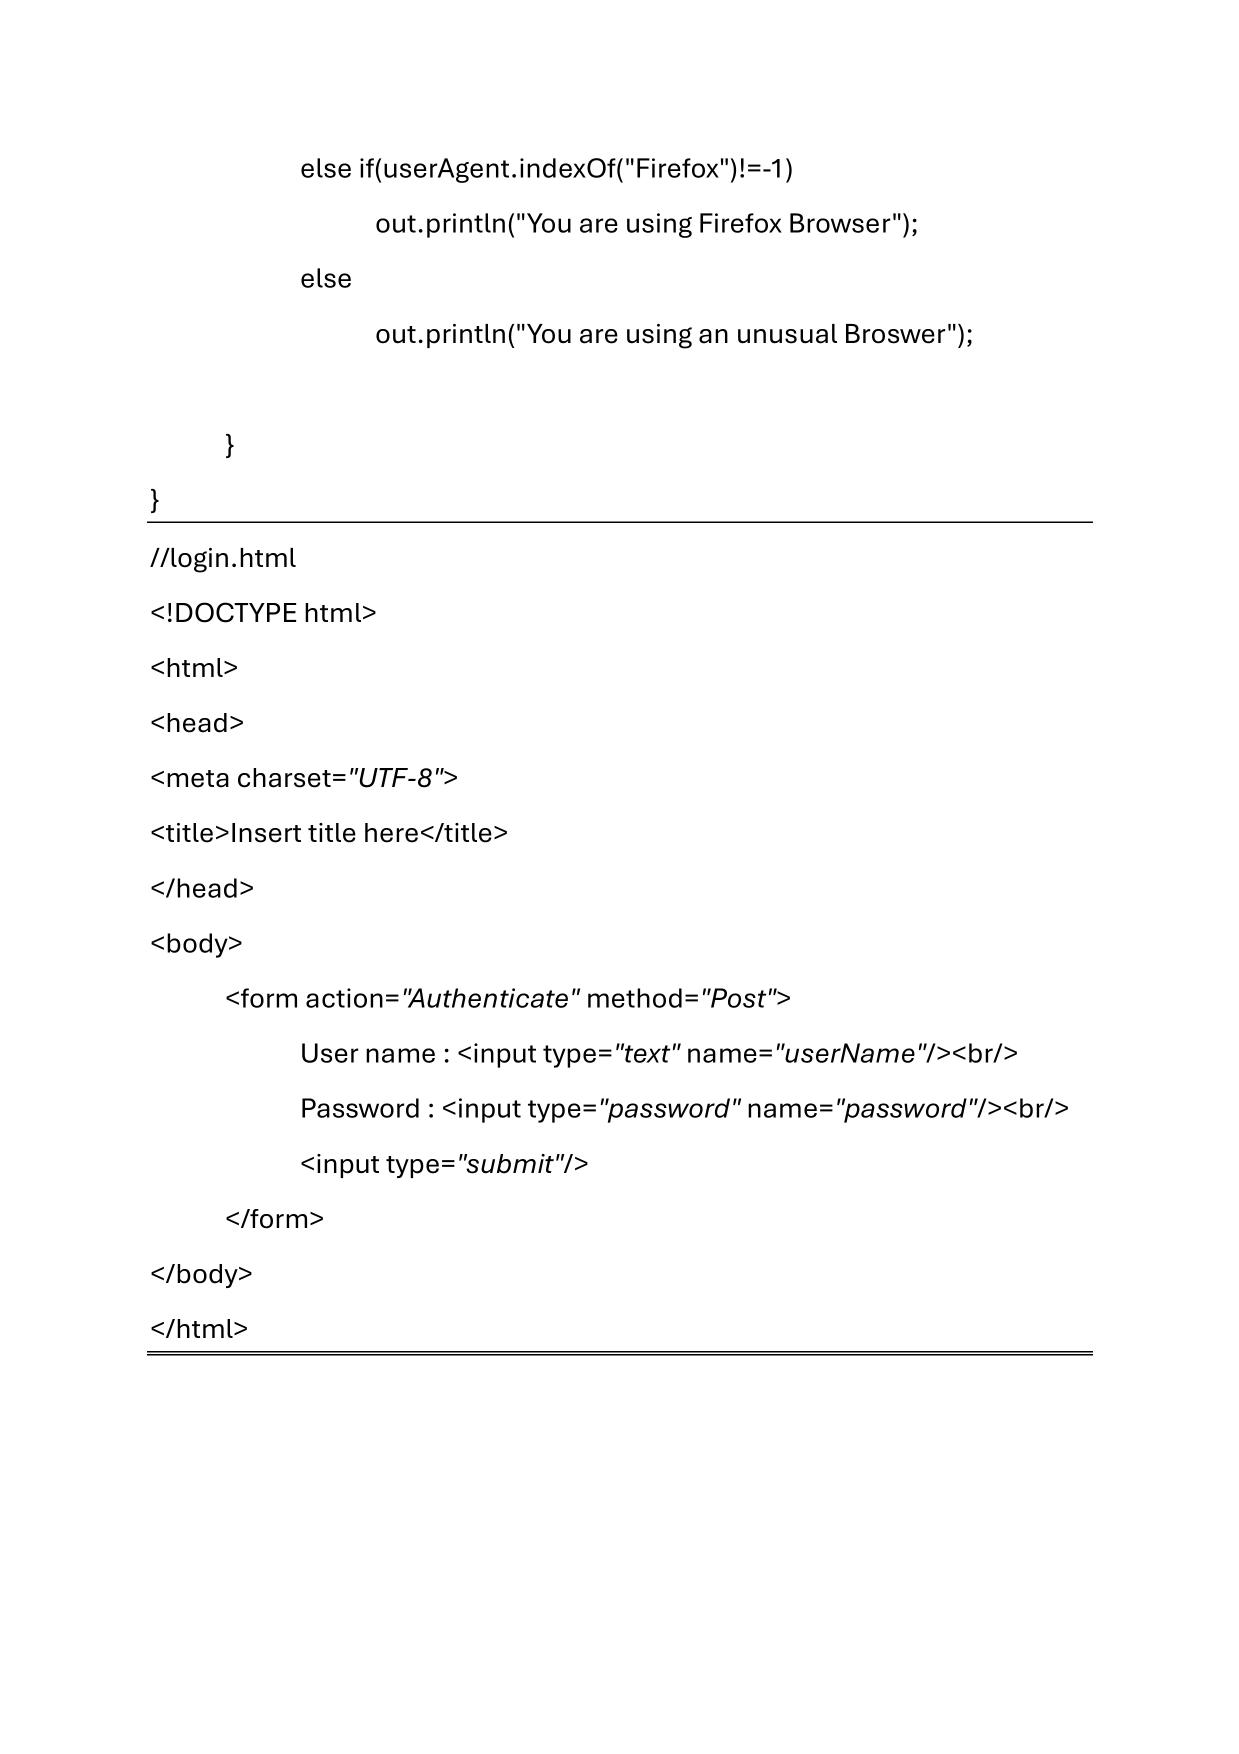 else if(userAgent.indexOf("Firefox")!=-1)
out.println("You are using Firefox Browser");
else
out.println("You are using an unusual Broswer");
}
}
//login.html
<!DOCTYPE html>
<html>
<head>
<meta charset="UTF-8">
<title>Insert title here</title>
</head>
<body>
<form action="Authenticate" method="Post">
User name : <input type="text" name="userName"/><br/>
Password : <input type="password" name="password"/><br/>
<input type="submit"/>
</form>
</body>
</html>